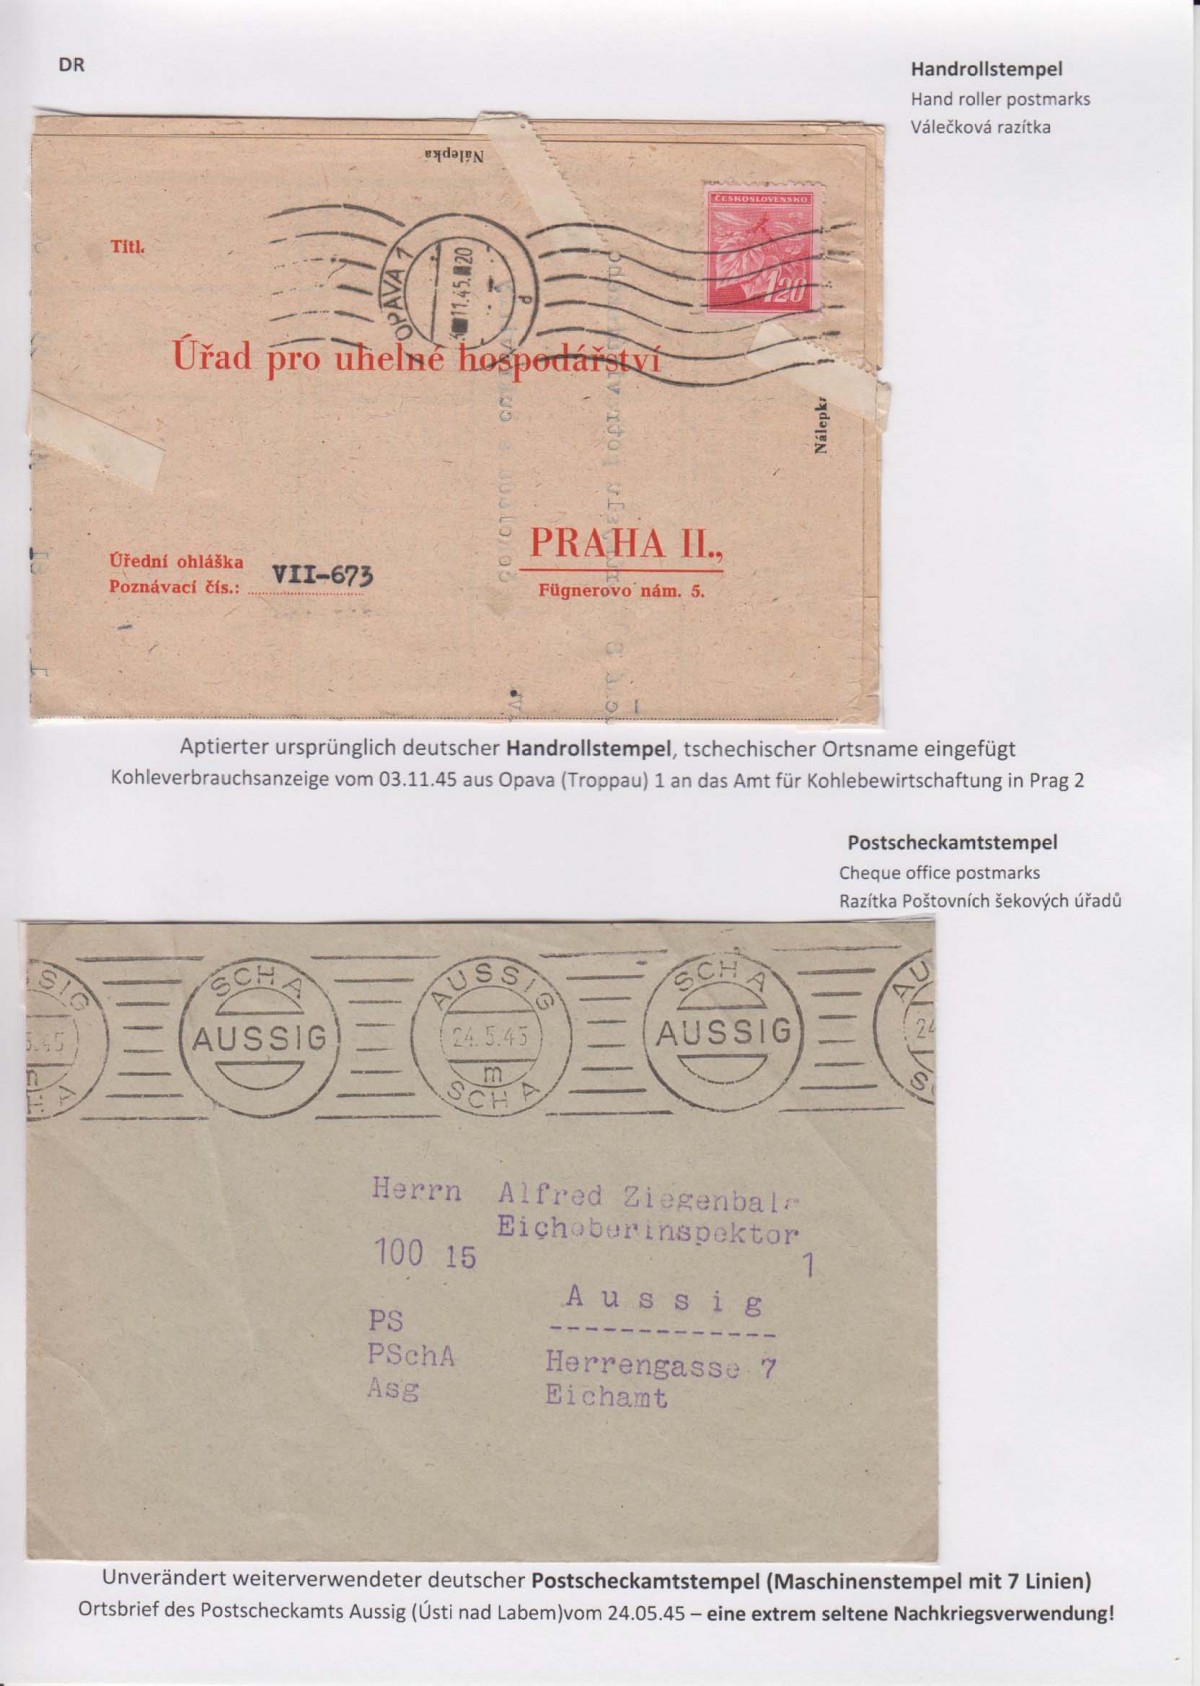 DR
Handrollstempel
Hand roller postmarks
Válečková razítka
Nálepka
ČESKOSLOVENSKO
1.20
Titl.
OPAVA 1
11.45 20
P
Úřad pro uhelné hospodářství
Nálepka
PRAHA II.,
Úřední ohláška
Poznávací čís.: VII-673
Fügnerovo nám. 5.
Aptierter ursprünglich deutscher Handrollstempel, tschechischer Ortsname eingefügt
Kohleverbrauchsanzeige vom 03.11.45 aus Opava (Troppau) 1 an das Amt für Kohlebewirtschaftung in Prag 2
Postscheckamtstempel
Cheque office postmarks
Razítka Poštovních šekových úřadů
SCH A
AUSSIG
AUSSIG
24.5.45
m
SCH A
SCH A
AUSSIG
Herrn Alfred Ziegenbalg
Eichoberinspektor
100 15 1
Aussig
PS
PSchA Herrengasse 7
Asg Eichamt
Unverändert weiterverwendeter deutscher Postscheckamtstempel (Maschinenstempel mit 7 Linien)
Ortsbrief des Postscheckamts Aussig (Ústi nad Labem)vom 24.05.45 – eine extrem seltene Nachkriegsverwendung!